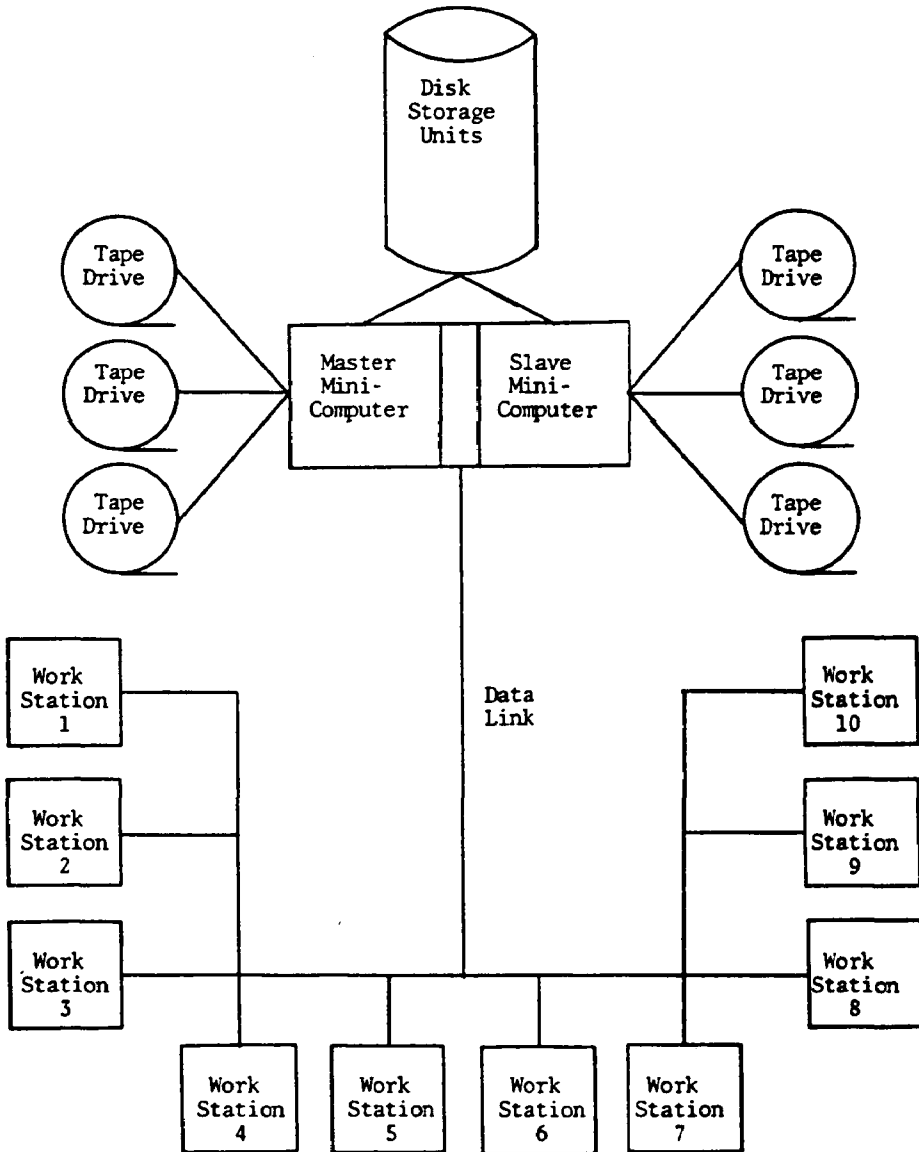 Disk
Storage
Units
Tape
Drive
Tape
Drive
Tape
Drive
Master
Mini-
Computer
Slave
Mini-
Computer
Tape
Drive
Tape
Drive
Tape
Drive
Data
Link
Work
Station
1
Work
Station
2
Work
Station
3
Work
Station
4
Work
Station
5
Work
Station
6
Work
Station
7
Work
Station
8
Work
Station
9
Work
Station
10